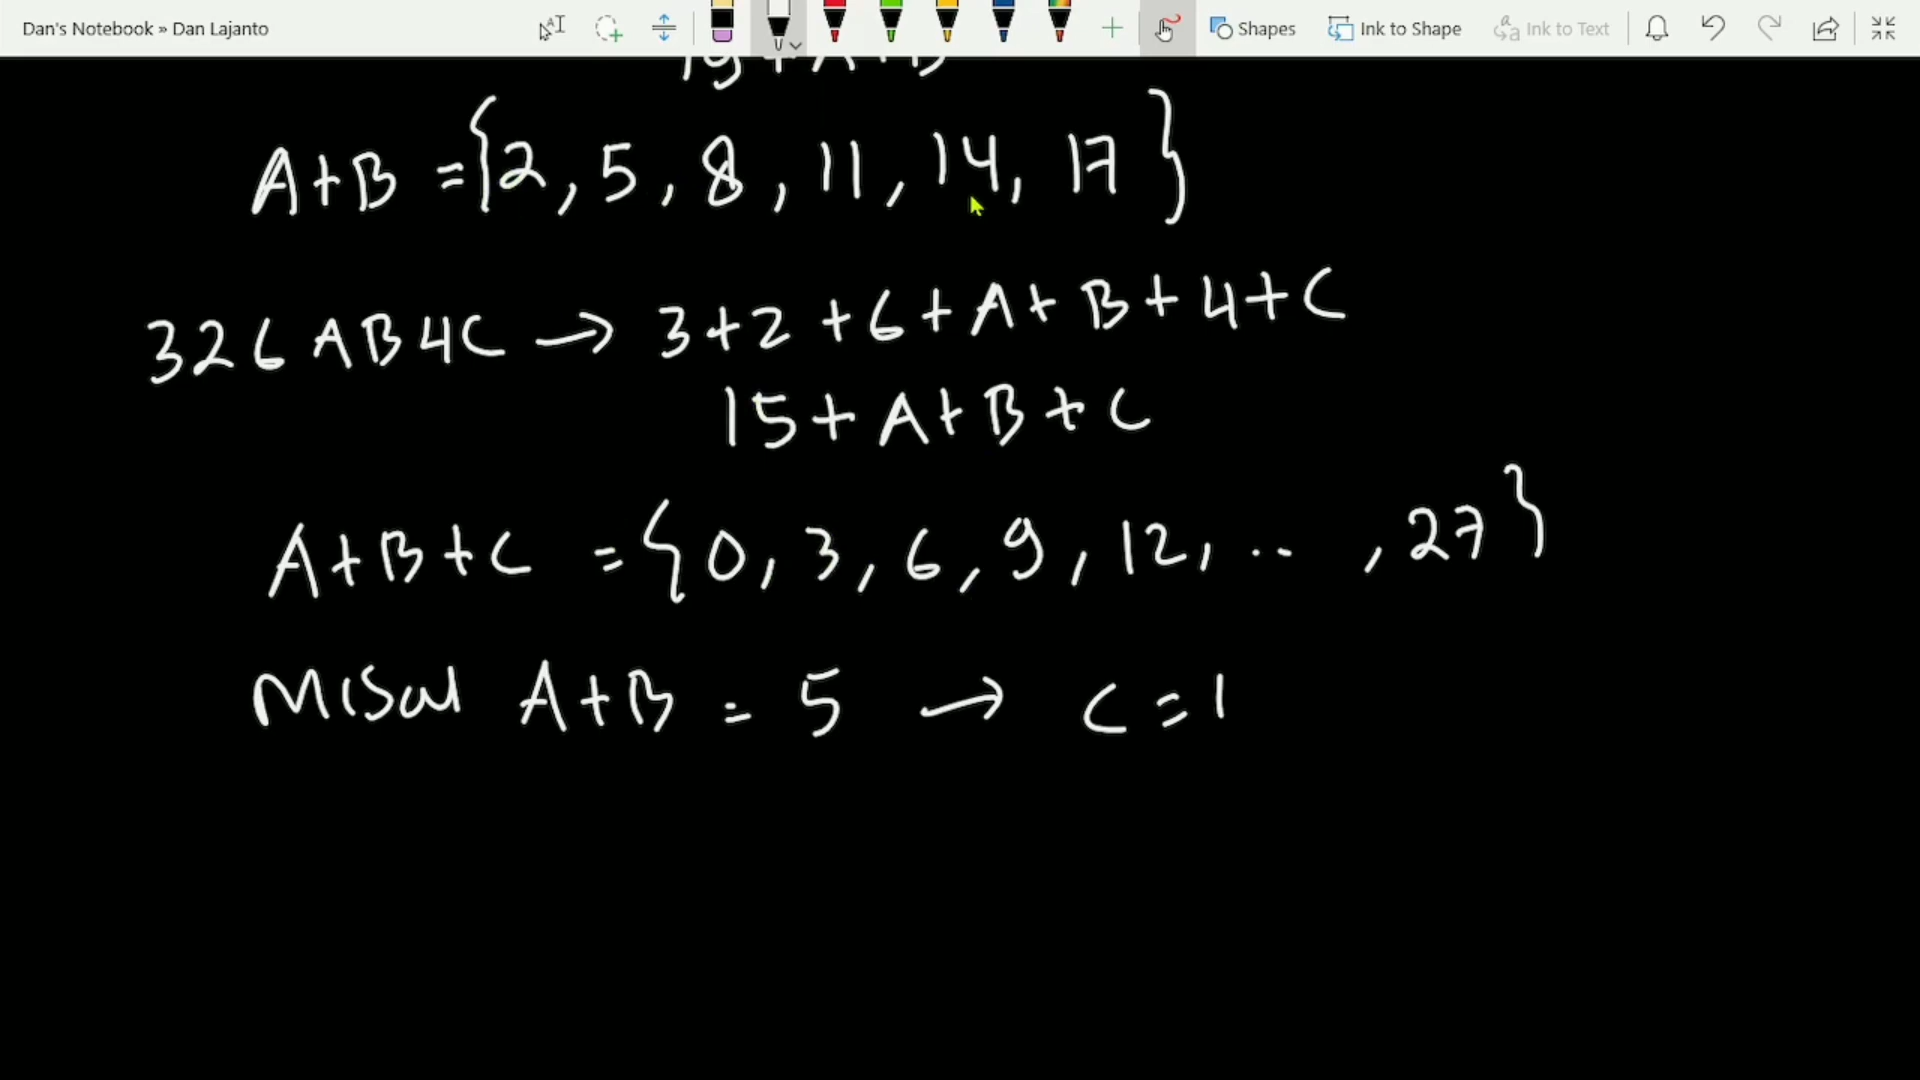 Dan's Notebook » Dan Lajanto
Shapes Ink to Shape Ink to Text
19 + A + B
A+B = {2, 5, 8, 11, 14, 17}
326AB4C → 3+2+6+A+B+4+C
15+A+B+C
A+B+C = {0, 3, 6, 9, 12, .. , 27}
Misal A+B = 5 → C = 1